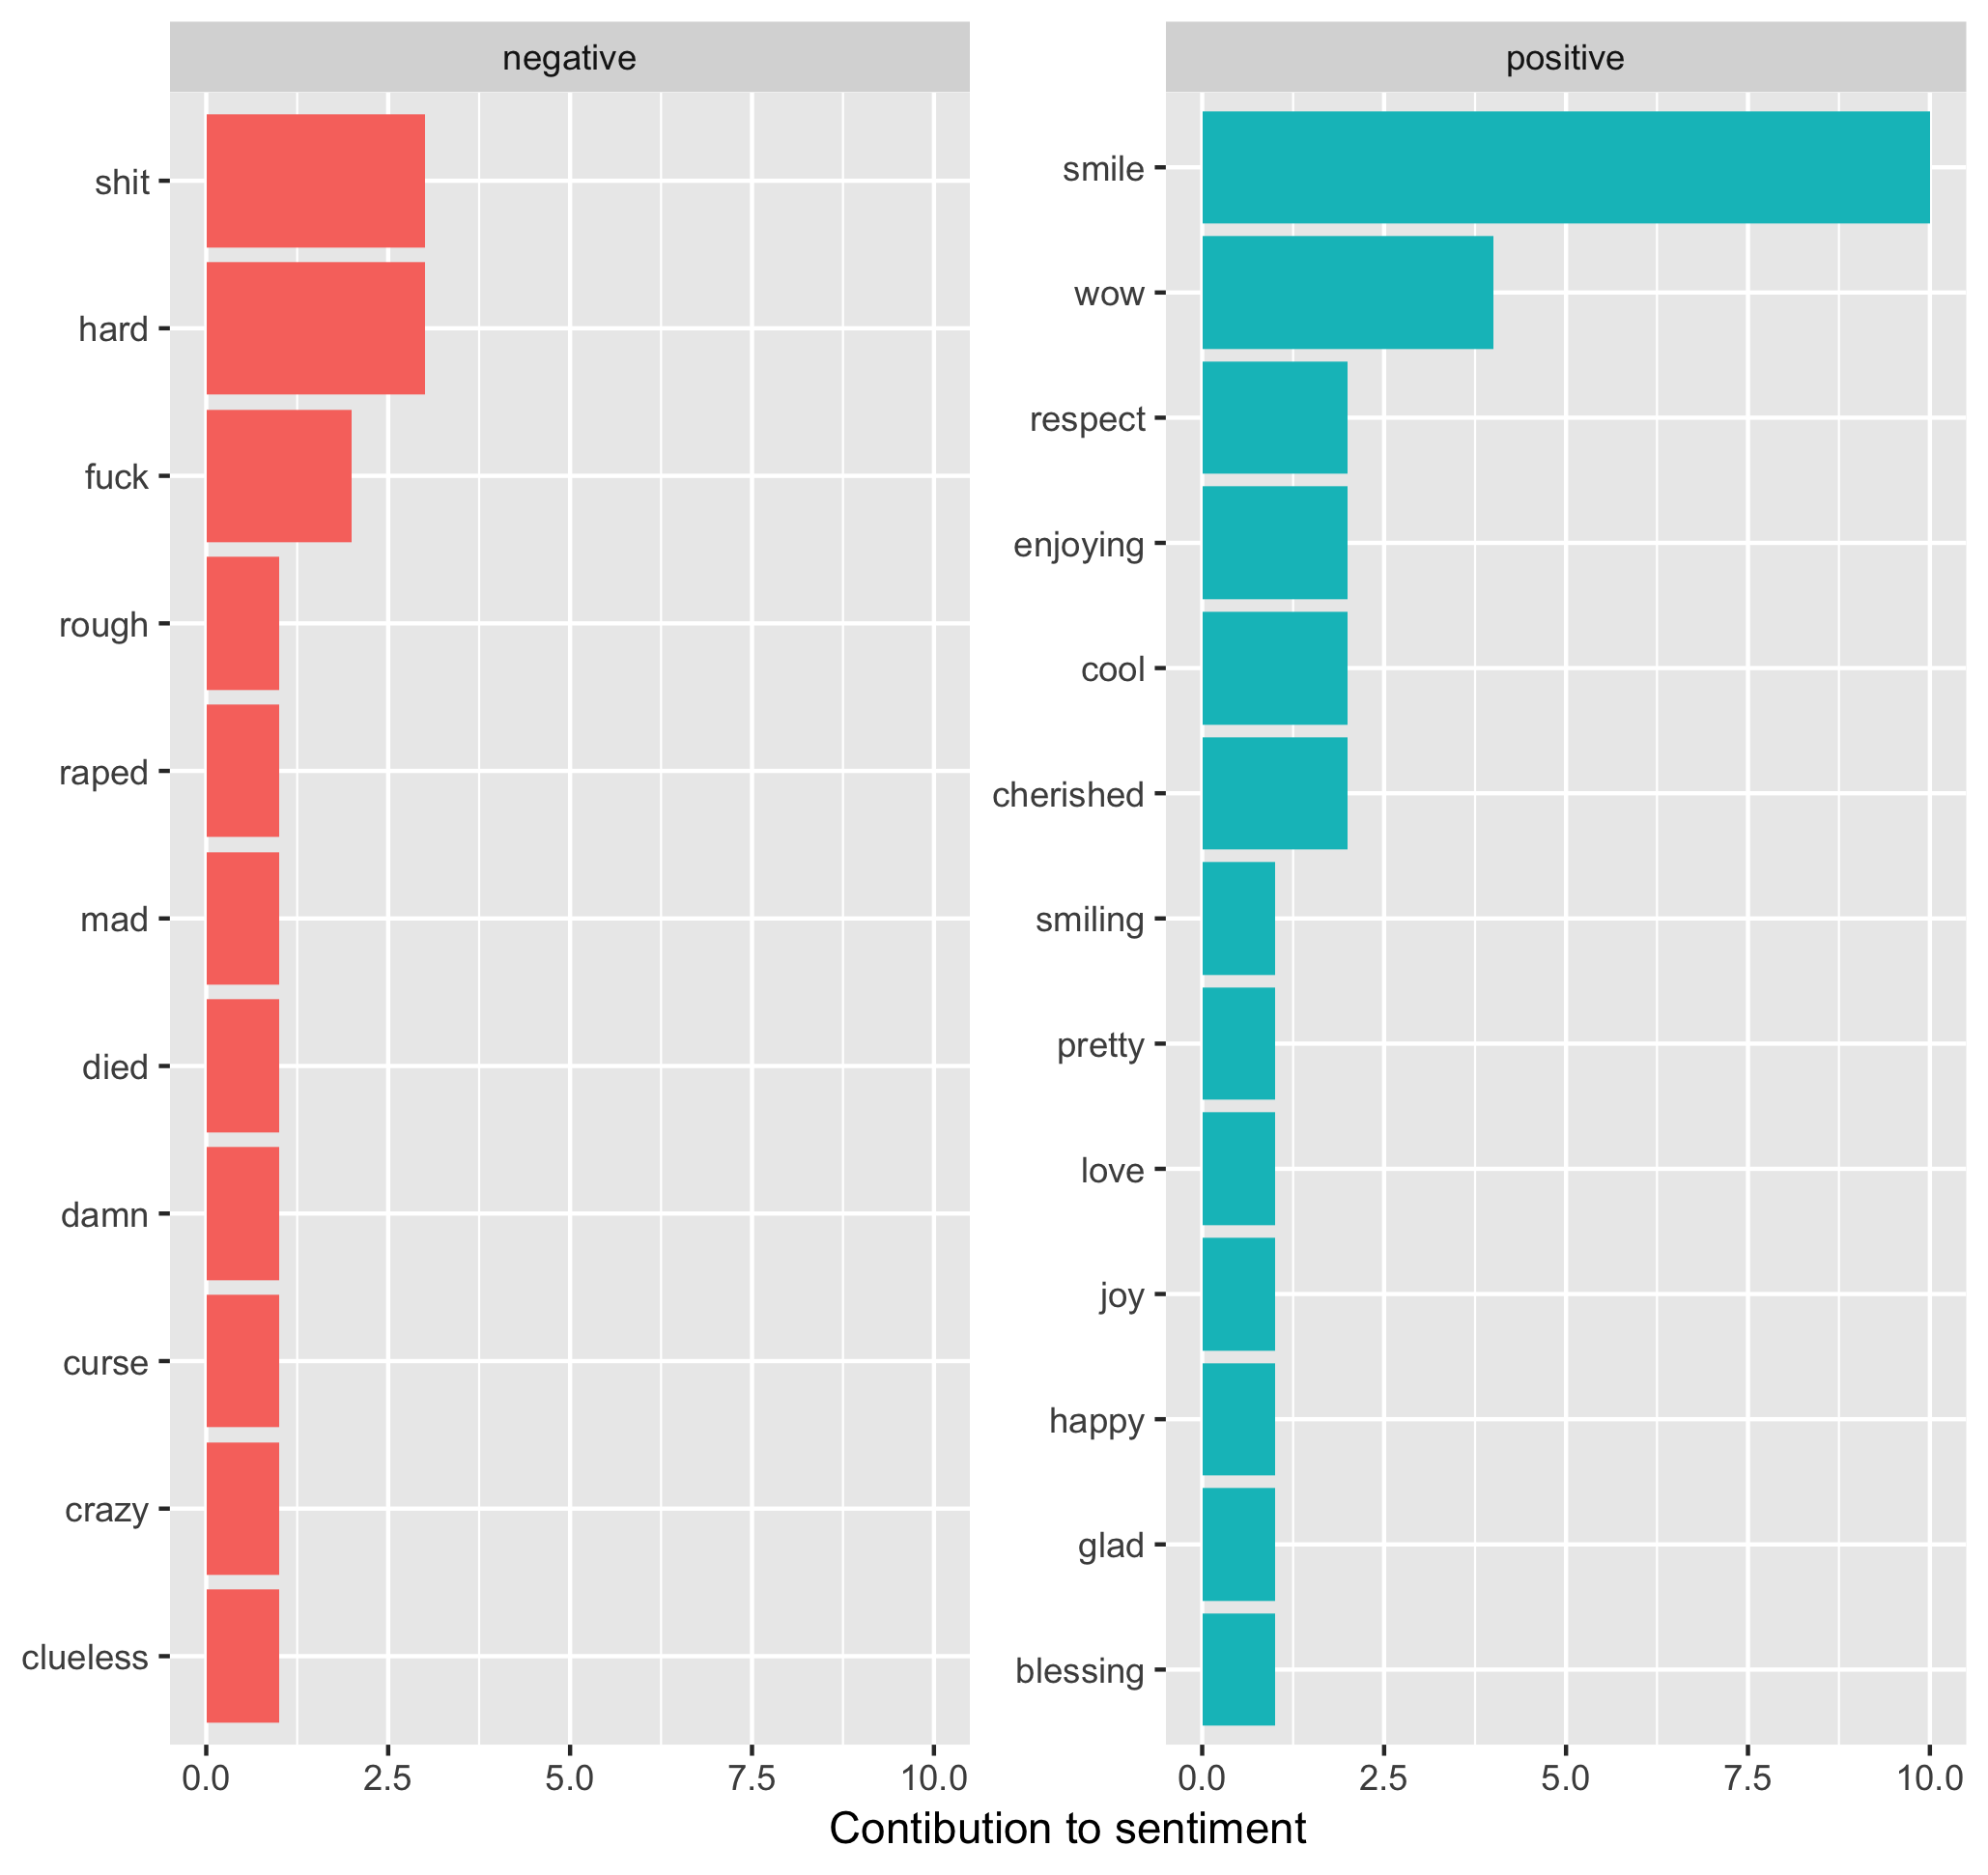 negative
shit
hard
fuck
rough
raped
mad
died
damn
curse
crazy
clueless
0.0 2.5 5.0 7.5 10.0
positive
smile
wow
respect
enjoying
cool
cherished
smiling
pretty
love
joy
happy
glad
blessing
0.0 2.5 5.0 7.5 10.0
Contibution to sentiment